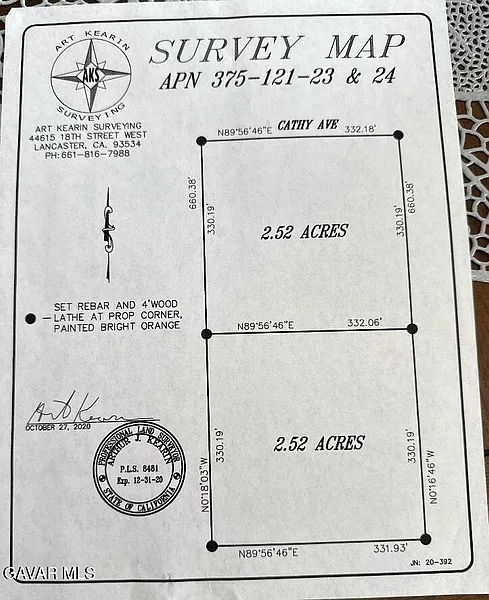 ART KEARIN
AKS
SURVEYING
SURVEY MAP
APN 375-121-23 & 24
ART KEARIN SURVEYING
44615 18TH STREET WEST
LANCASTER, CA. 93534
PH: 661-816-7988
N89°56'46"E CATHY AVE 332.18'
660.38'
330.19'
2.52 ACRES
330.19'
660.38'
SET REBAR AND 4'WOOD
LATHE AT PROP CORNER,
PAINTED BRIGHT ORANGE
N89°56'46"E 332.06'
Art Kearin
OCTOBER 27, 2020
PROFESSIONAL LAND SURVEYOR
ARTHUR J. KEARIN
P.L.S. 8481
Exp. 12-31-20
STATE OF CALIFORNIA
330.19'
N0°18'03"W
2.52 ACRES
330.19'
N0°16'46"W
N89°56'46"E 331.93'
JN: 20-392
GAVAR MLS